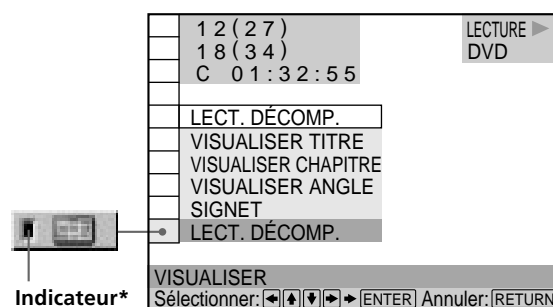 12(27)
18(34)
C 01:32:55
LECTURE
DVD
LECT. DÉCOMP.
VISUALISER TITRE
VISUALISER CHAPITRE
VISUALISER ANGLE
SIGNET
LECT. DÉCOMP.
Indicateur*
VISUALISER
Sélectionner: ENTER Annuler: RETURN